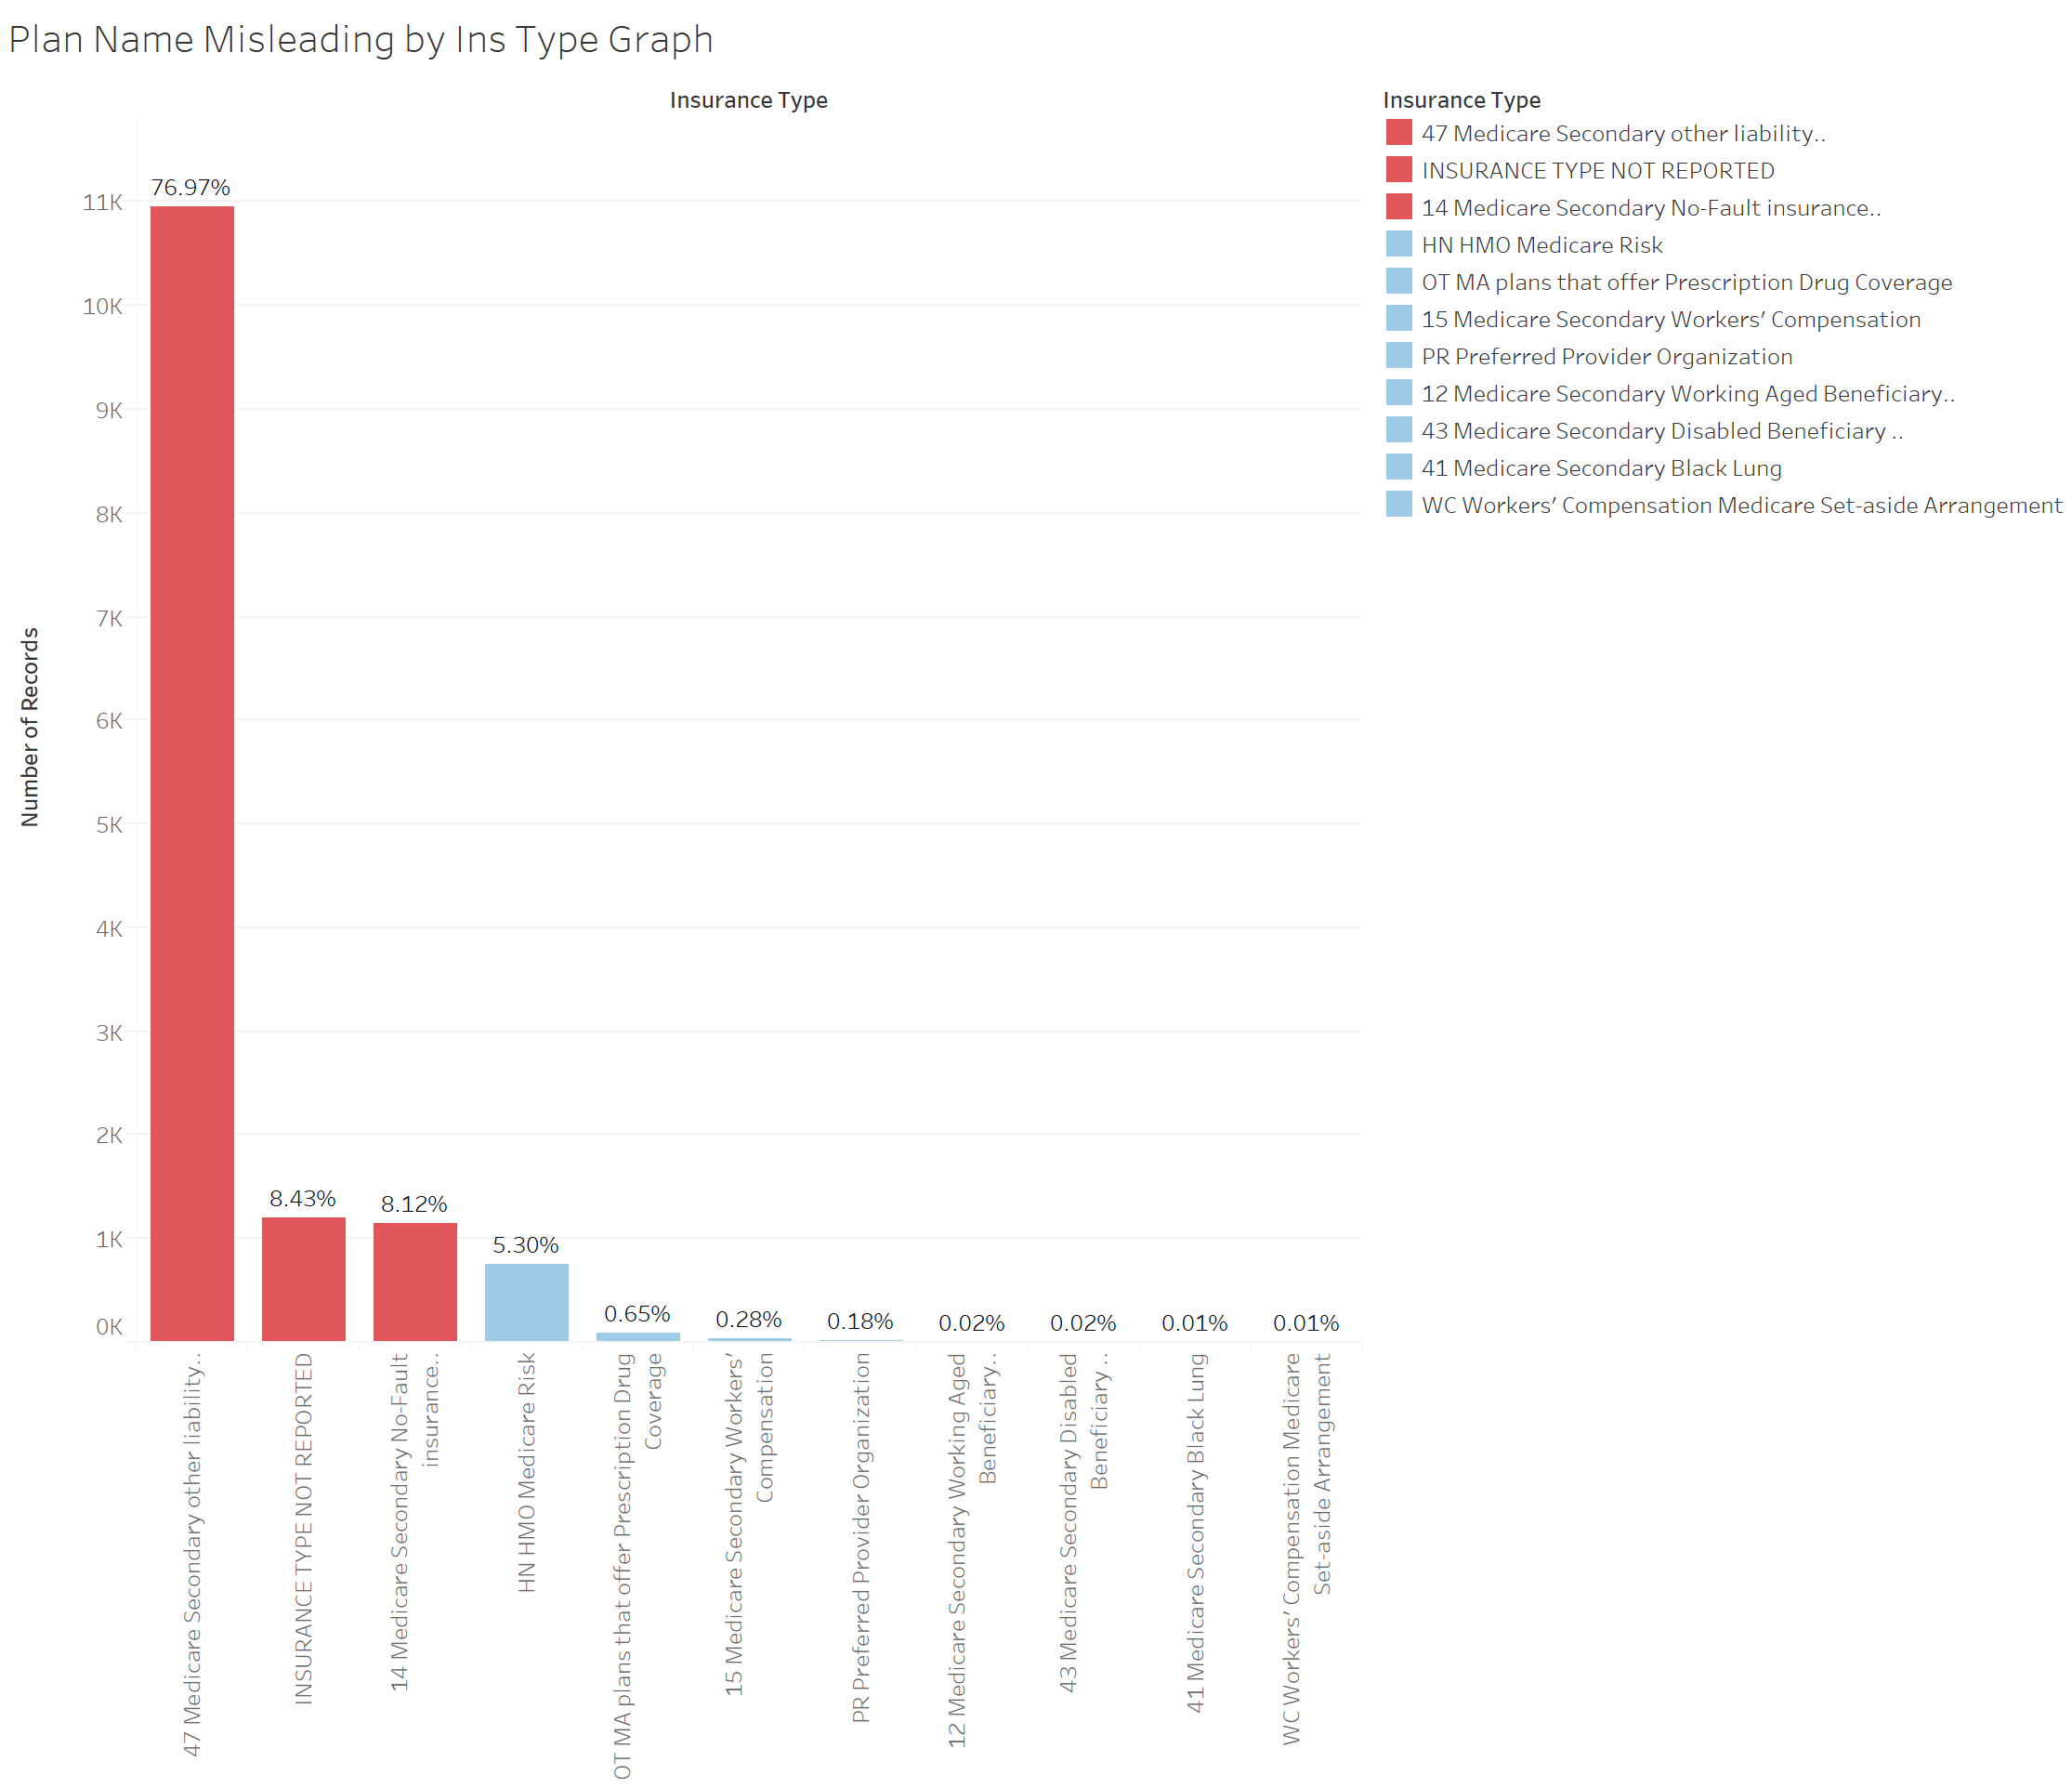 Plan Name Misleading by Ins Type Graph
Insurance Type
Number of Records
11K
10K
9K
8K
7K
6K
5K
4K
3K
2K
1K
0K
76.97%
8.43%
8.12%
5.30%
0.65%
0.28%
0.18%
0.02%
0.02%
0.01%
0.01%
47 Medicare Secondary other liability..
INSURANCE TYPE NOT REPORTED
14 Medicare Secondary No-Fault
insurance..
HN HMO Medicare Risk
OT MA plans that offer Prescription Drug
Coverage
15 Medicare Secondary Workers’
Compensation
PR Preferred Provider Organization
12 Medicare Secondary Working Aged
Beneficiary..
43 Medicare Secondary Disabled
Beneficiary ..
41 Medicare Secondary Black Lung
WC Workers’ Compensation Medicare
Set-aside Arrangement
Insurance Type
47 Medicare Secondary other liability..
INSURANCE TYPE NOT REPORTED
14 Medicare Secondary No-Fault insurance..
HN HMO Medicare Risk
OT MA plans that offer Prescription Drug Coverage
15 Medicare Secondary Workers’ Compensation
PR Preferred Provider Organization
12 Medicare Secondary Working Aged Beneficiary..
43 Medicare Secondary Disabled Beneficiary ..
41 Medicare Secondary Black Lung
WC Workers’ Compensation Medicare Set-aside Arrangement